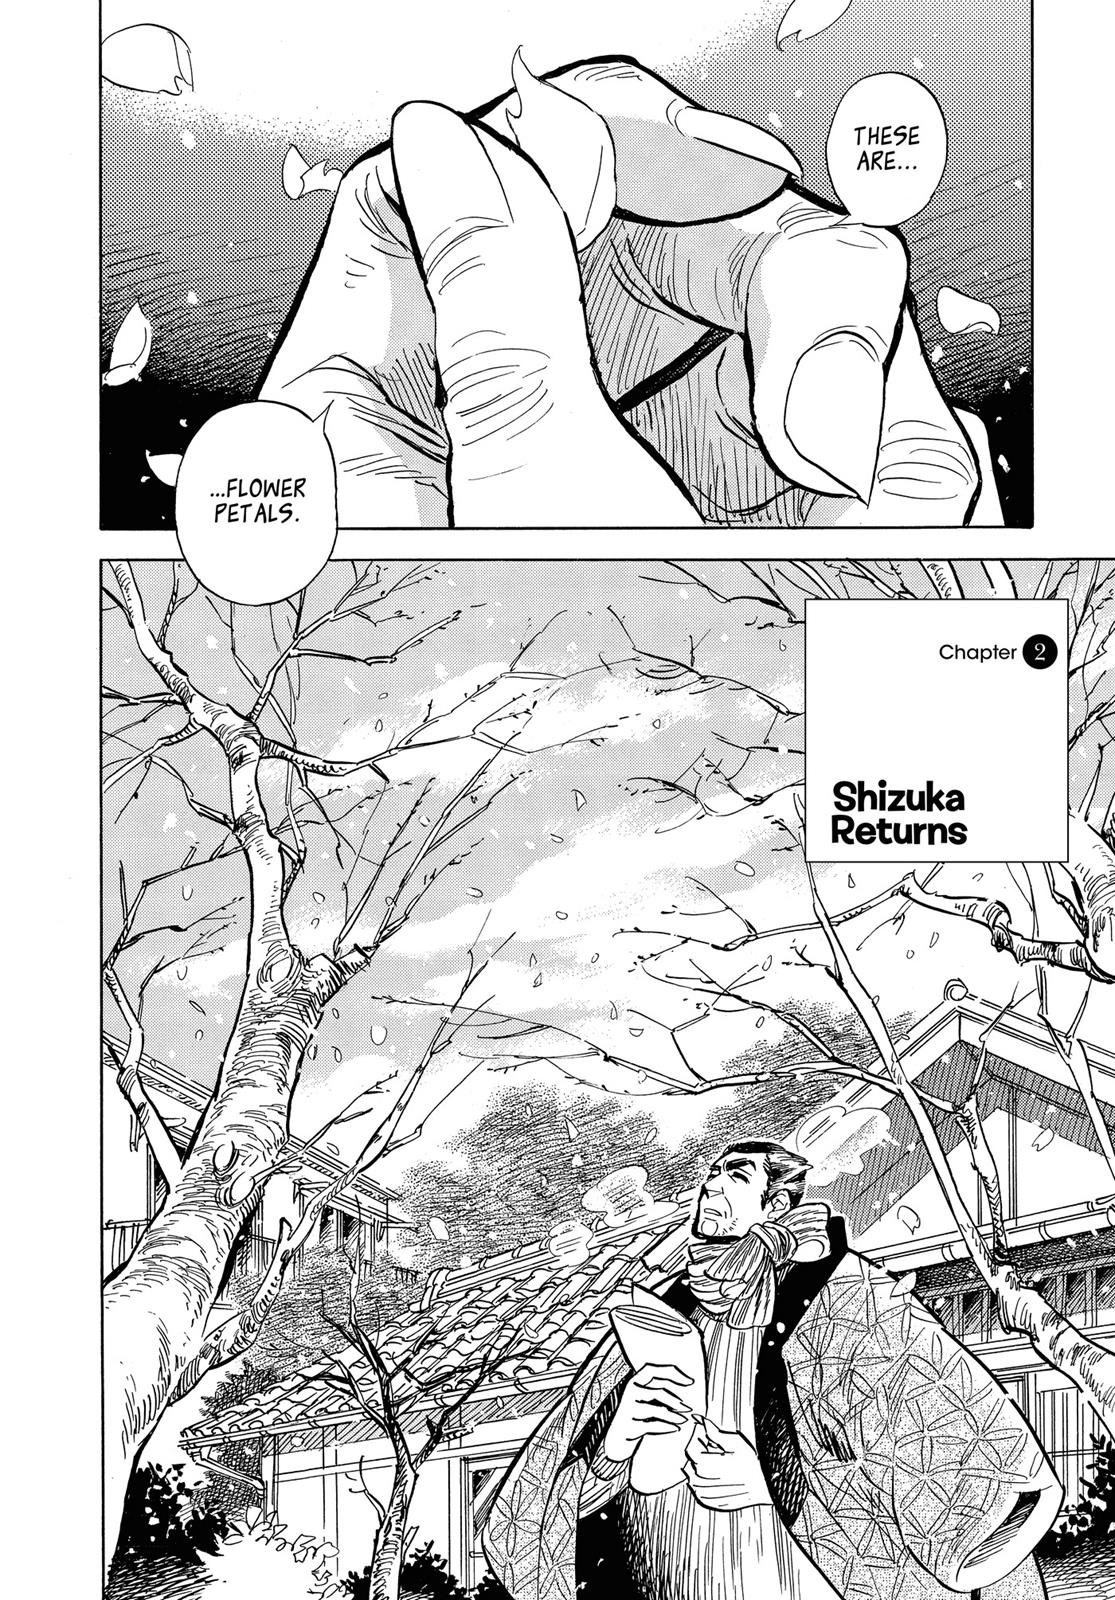 THESE
ARE...
...FLOWER
PETALS.
Chapter 2
Shizuka
Returns